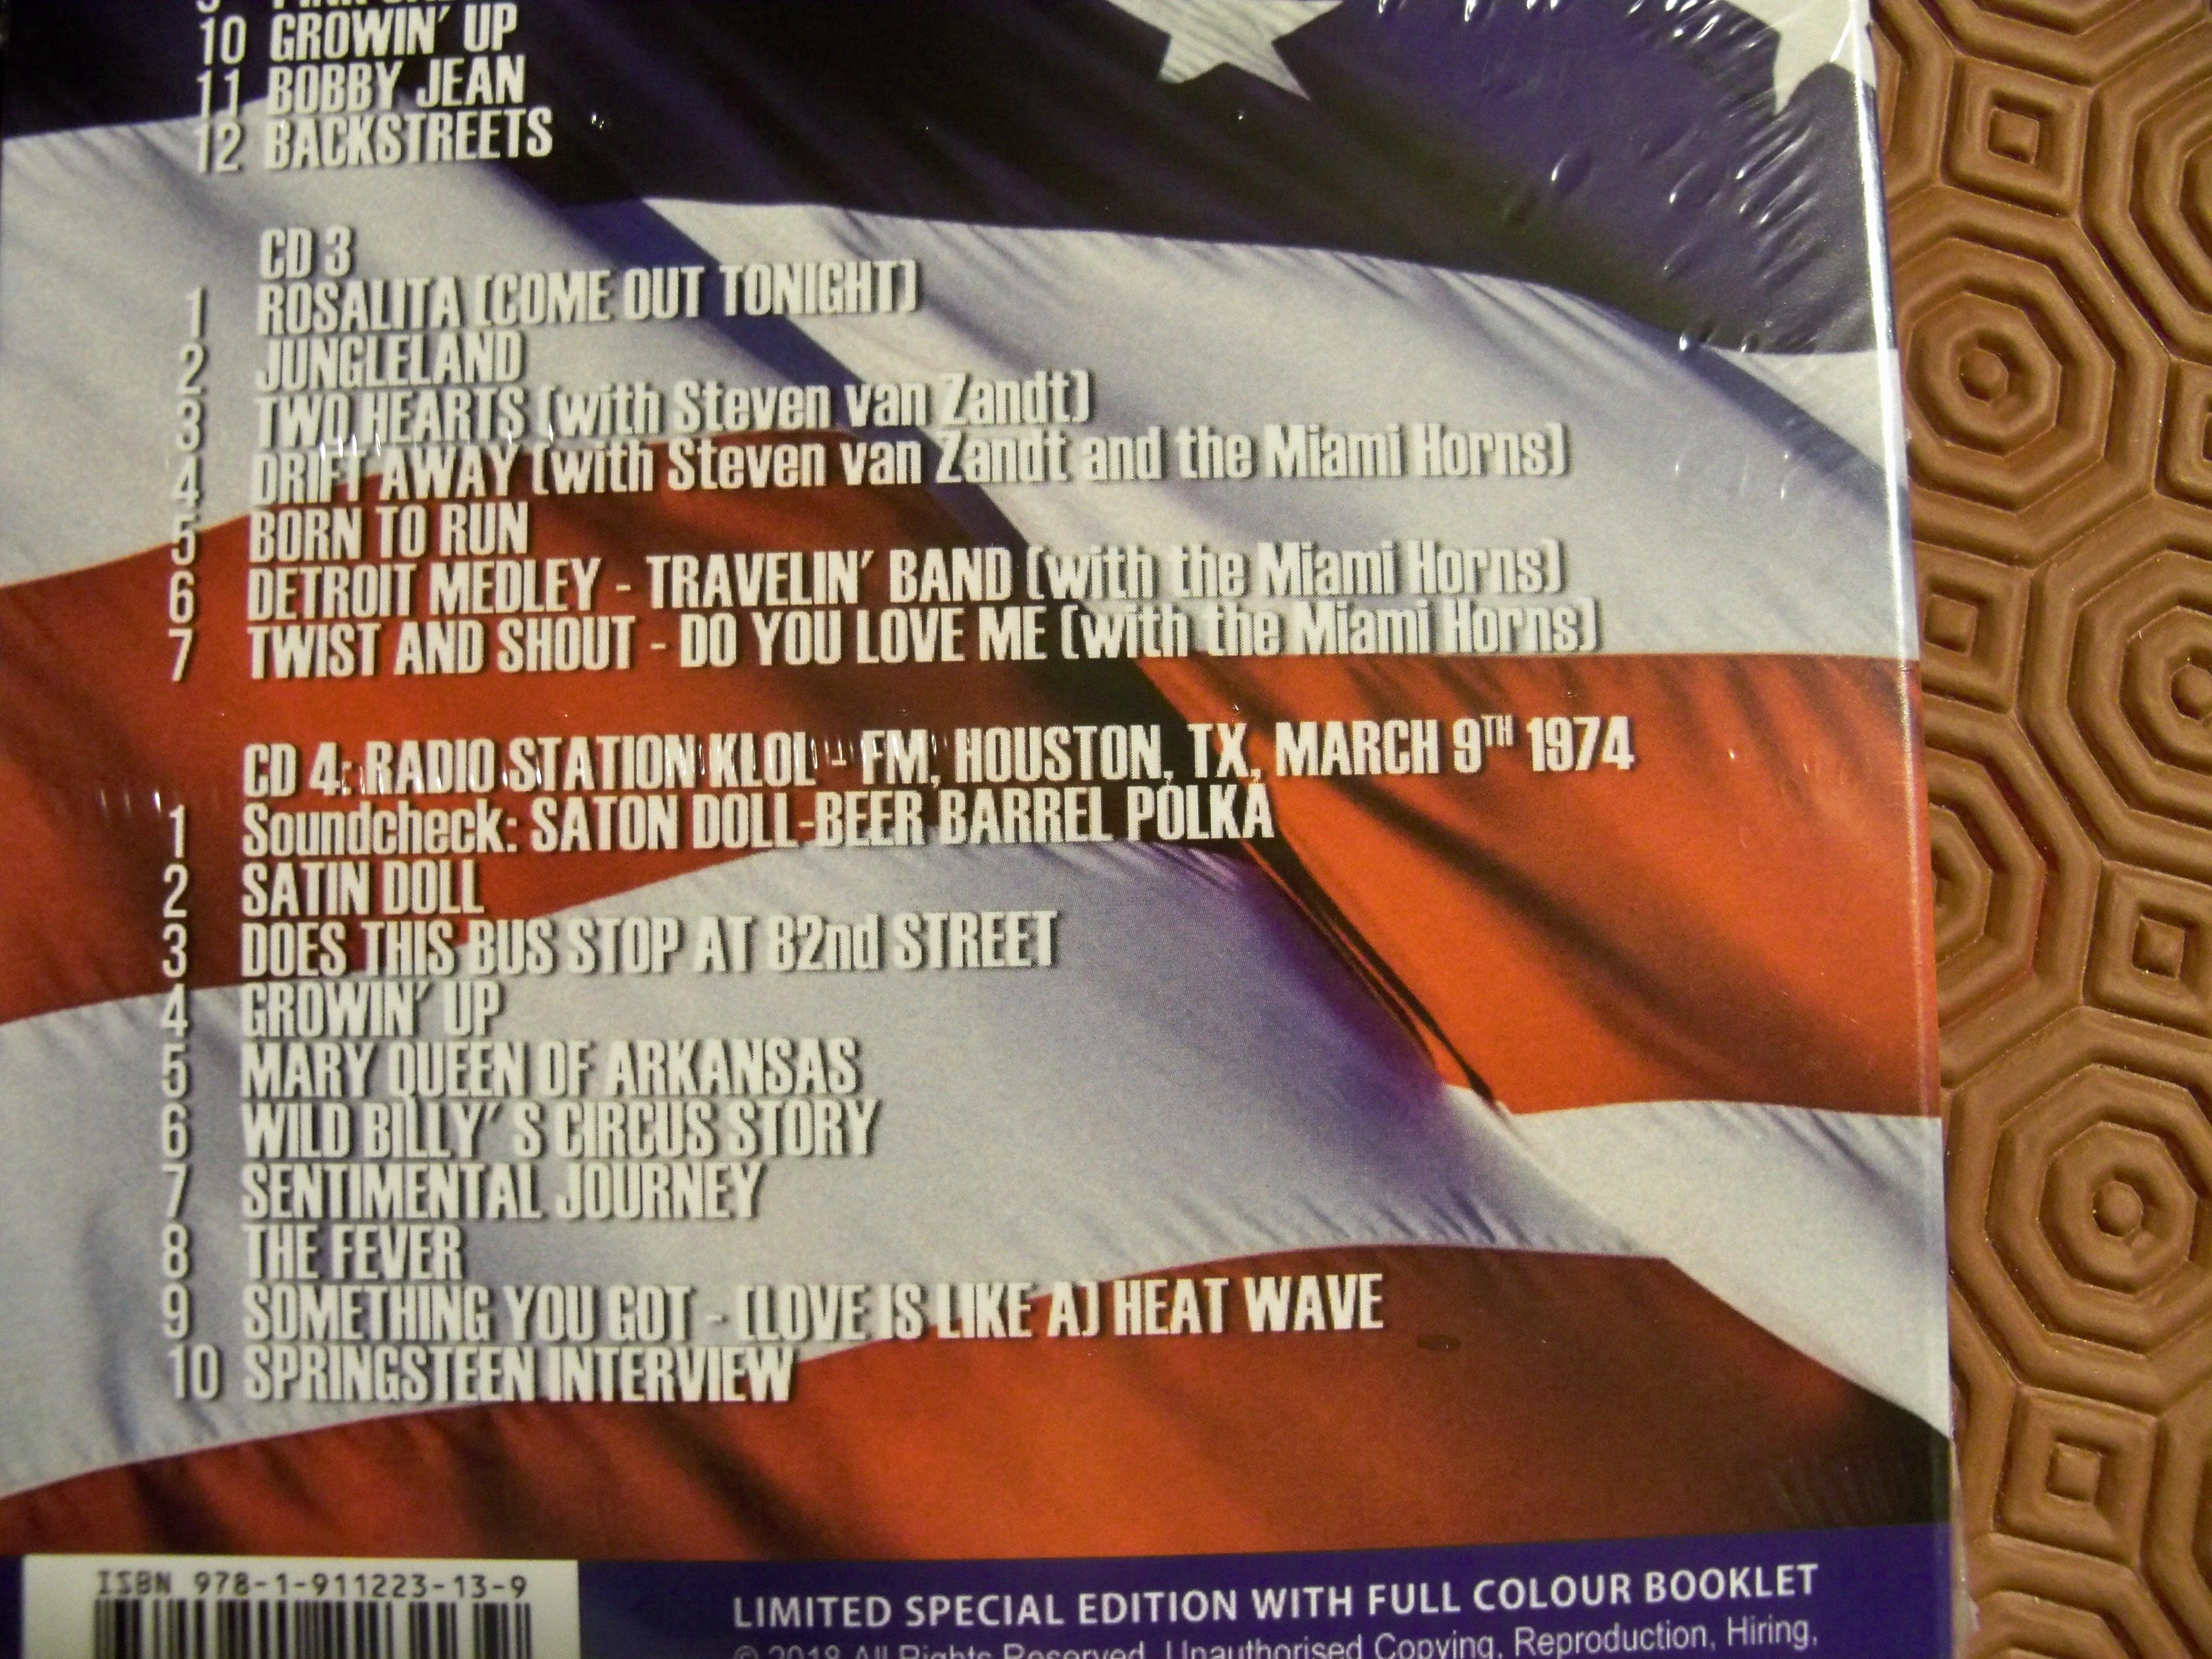 10 GROWIN' UP
11 BOBBY JEAN
12 BACKSTREETS
CD 3
1 ROSALITA (COME OUT TONIGHT)
2 JUNGLELAND
3 TWO HEARTS (with Steven van Zandt)
4 DRIFT AWAY (with Steven van Zandt and the Miami Horns)
5 BORN TO RUN
6 DETROIT MEDLEY - TRAVELIN' BAND (with the Miami Horns)
7 TWIST AND SHOUT - DO YOU LOVE ME (with the Miami Horns)
CD 4: RADIO STATION KLOL - FM, HOUSTON, TX, MARCH 9TH 1974
1 Soundcheck: SATON DOLL-BEER BARREL POLKA
2 SATIN DOLL
3 DOES THIS BUS STOP AT 82nd STREET
4 GROWIN' UP
5 MARY QUEEN OF ARKANSAS
6 WILD BILLY' S CIRCUS STORY
7 SENTIMENTAL JOURNEY
8 THE FEVER
9 SOMETHING YOU GOT - (LOVE IS LIKE A) HEAT WAVE
10 SPRINGSTEEN INTERVIEW
ISBN 978-1-911223-13-9
LIMITED SPECIAL EDITION WITH FULL COLOUR BOOKLET
© 2018 All Rights Reserved. Unauthorised Copying, Reproduction, Hiring,